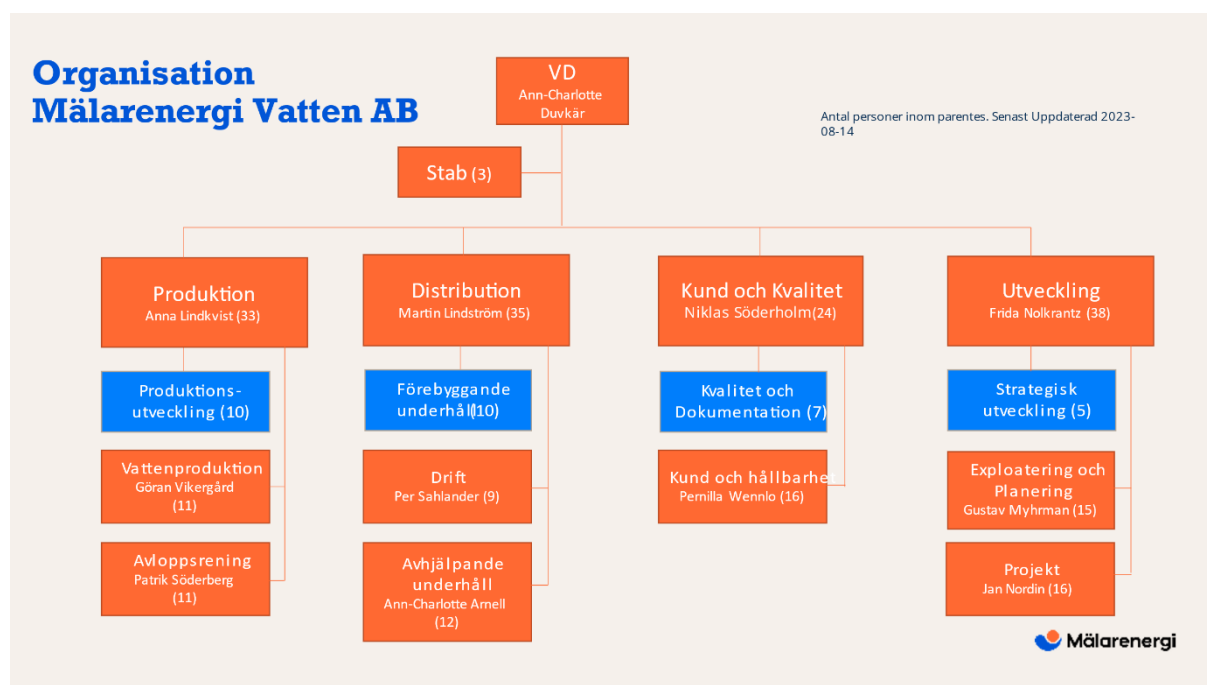 Organisation
Mälarenergi Vatten AB
VD
Ann-Charlotte
Duvkär
Antal personer inom parentes. Senast Uppdaterad 2023-
08-14
Stab (3)
Produktion
Anna Lindkvist (33)
Distribution
Martin Lindström (35)
Kund och Kvalitet
Niklas Söderholm(24)
Utveckling
Frida Nolkrantz (38)
Produktions-
utveckling (10)
Förebyggande
underhåll(10)
Kvalitet och
Dokumentation (7)
Strategisk
utveckling (5)
Vattenproduktion
Göran Vikergård
(11)
Drift
Per Sahlander (9)
Kund och hållbarhet
Pernilla Wennlo (16)
Exploatering och
Planering
Gustav Myhrman (15)
Avloppsrening
Patrik Söderberg
(11)
Avhjälpande
underhåll
Ann-Charlotte Arnell
(12)
Projekt
Jan Nordin (16)
Mälarenergi